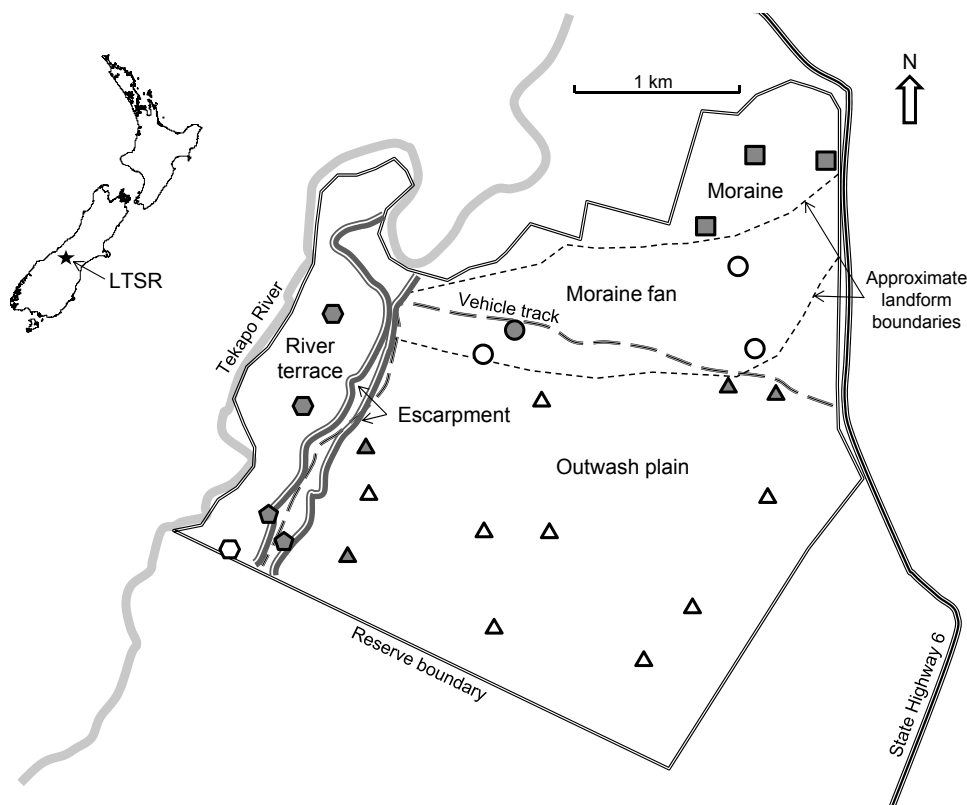 1 km
N
Moraine
LTSR
Approximate
landform
boundaries
Moraine fan
Vehicle track
Tekapo River
River
terrace
Escarpment
Outwash plain
Reserve boundary
State Highway 6